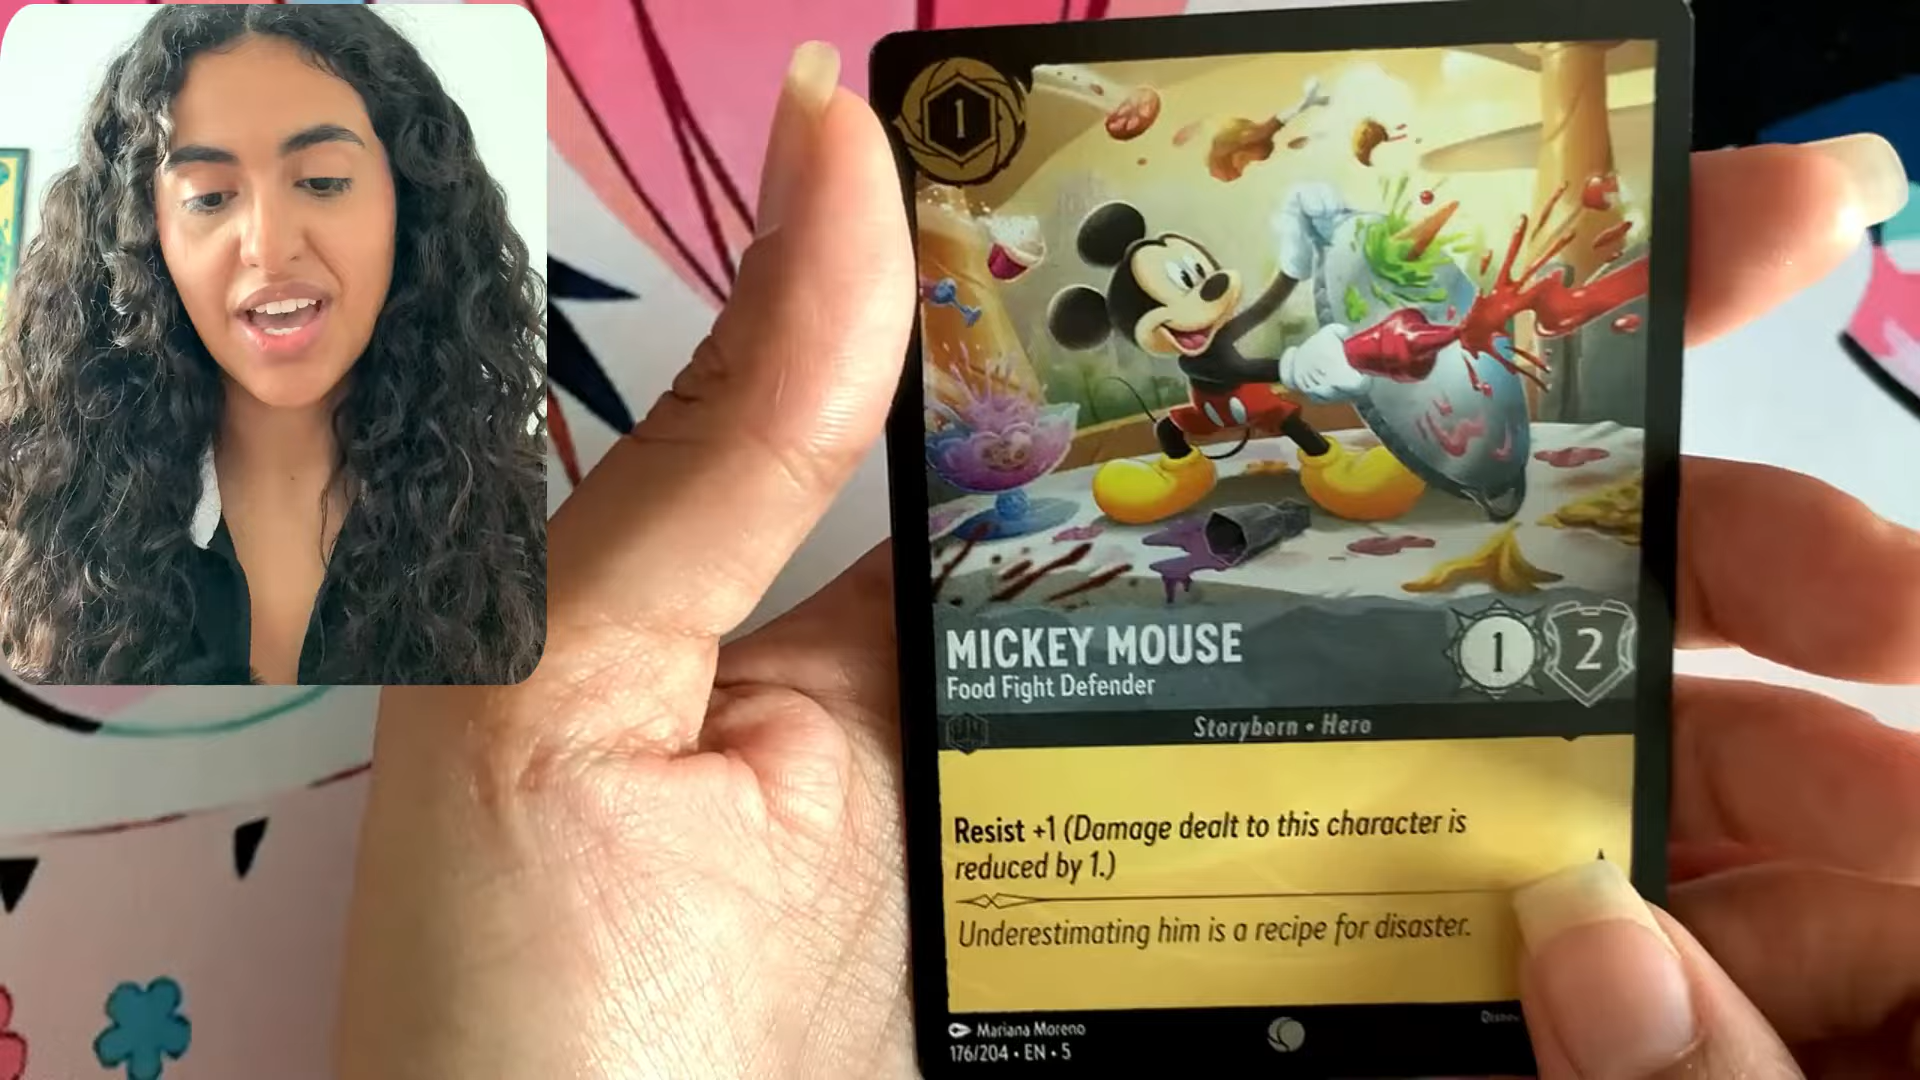 1
MICKEY MOUSE
Food Fight Defender
1
2
Storyborn • Hero
Resist +1 (Damage dealt to this character is
reduced by 1.)
Underestimating him is a recipe for disaster.
Mariana Moreno
176/204 • EN • 5